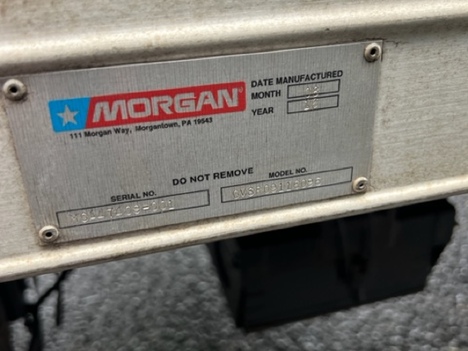 MORGAN
DATE MANUFACTURED
MONTH
YEAR
111 Morgan Way, Morgantown, PA 19543
DO NOT REMOVE
SERIAL NO.
MODEL NO.